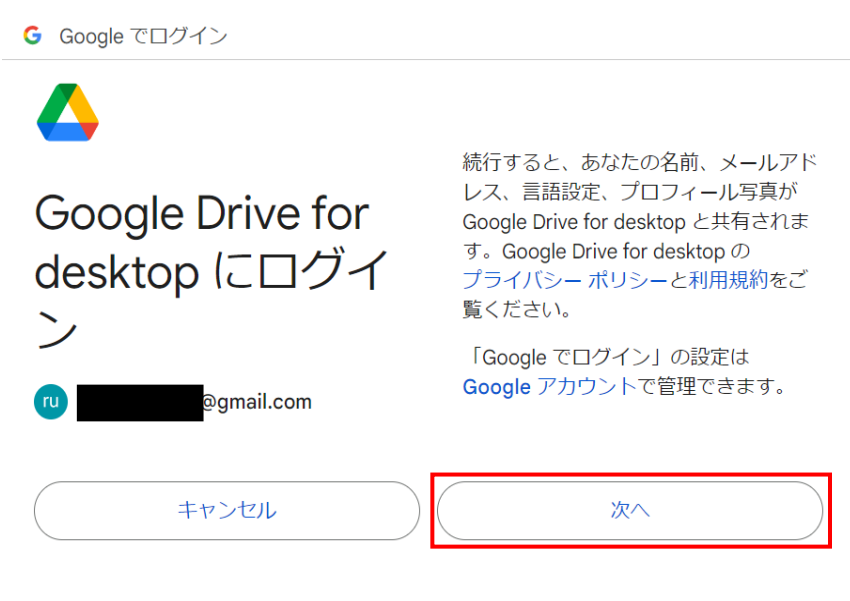 Google でログイン
Google Drive for
desktop にログイ
ン
ru
@gmail.com
続行すると、あなたの名前、メールアド
レス、言語設定、プロフィール写真が
Google Drive for desktop と共有されま
す。Google Drive for desktop の
プライバシー ポリシーと利用規約をご
覧ください。
「Google でログイン」の設定は
Google アカウントで管理できます。
キャンセル
次へ